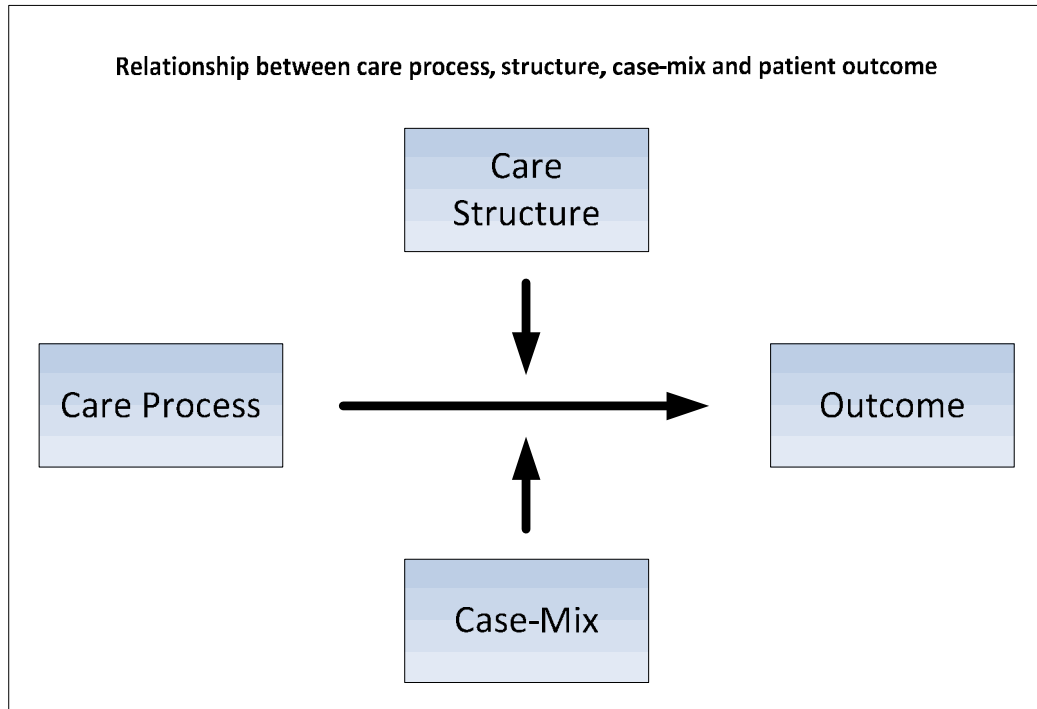 Relationship between care process, structure, case-mix and patient outcome
Care
Structure
Care Process
Outcome
Case-Mix